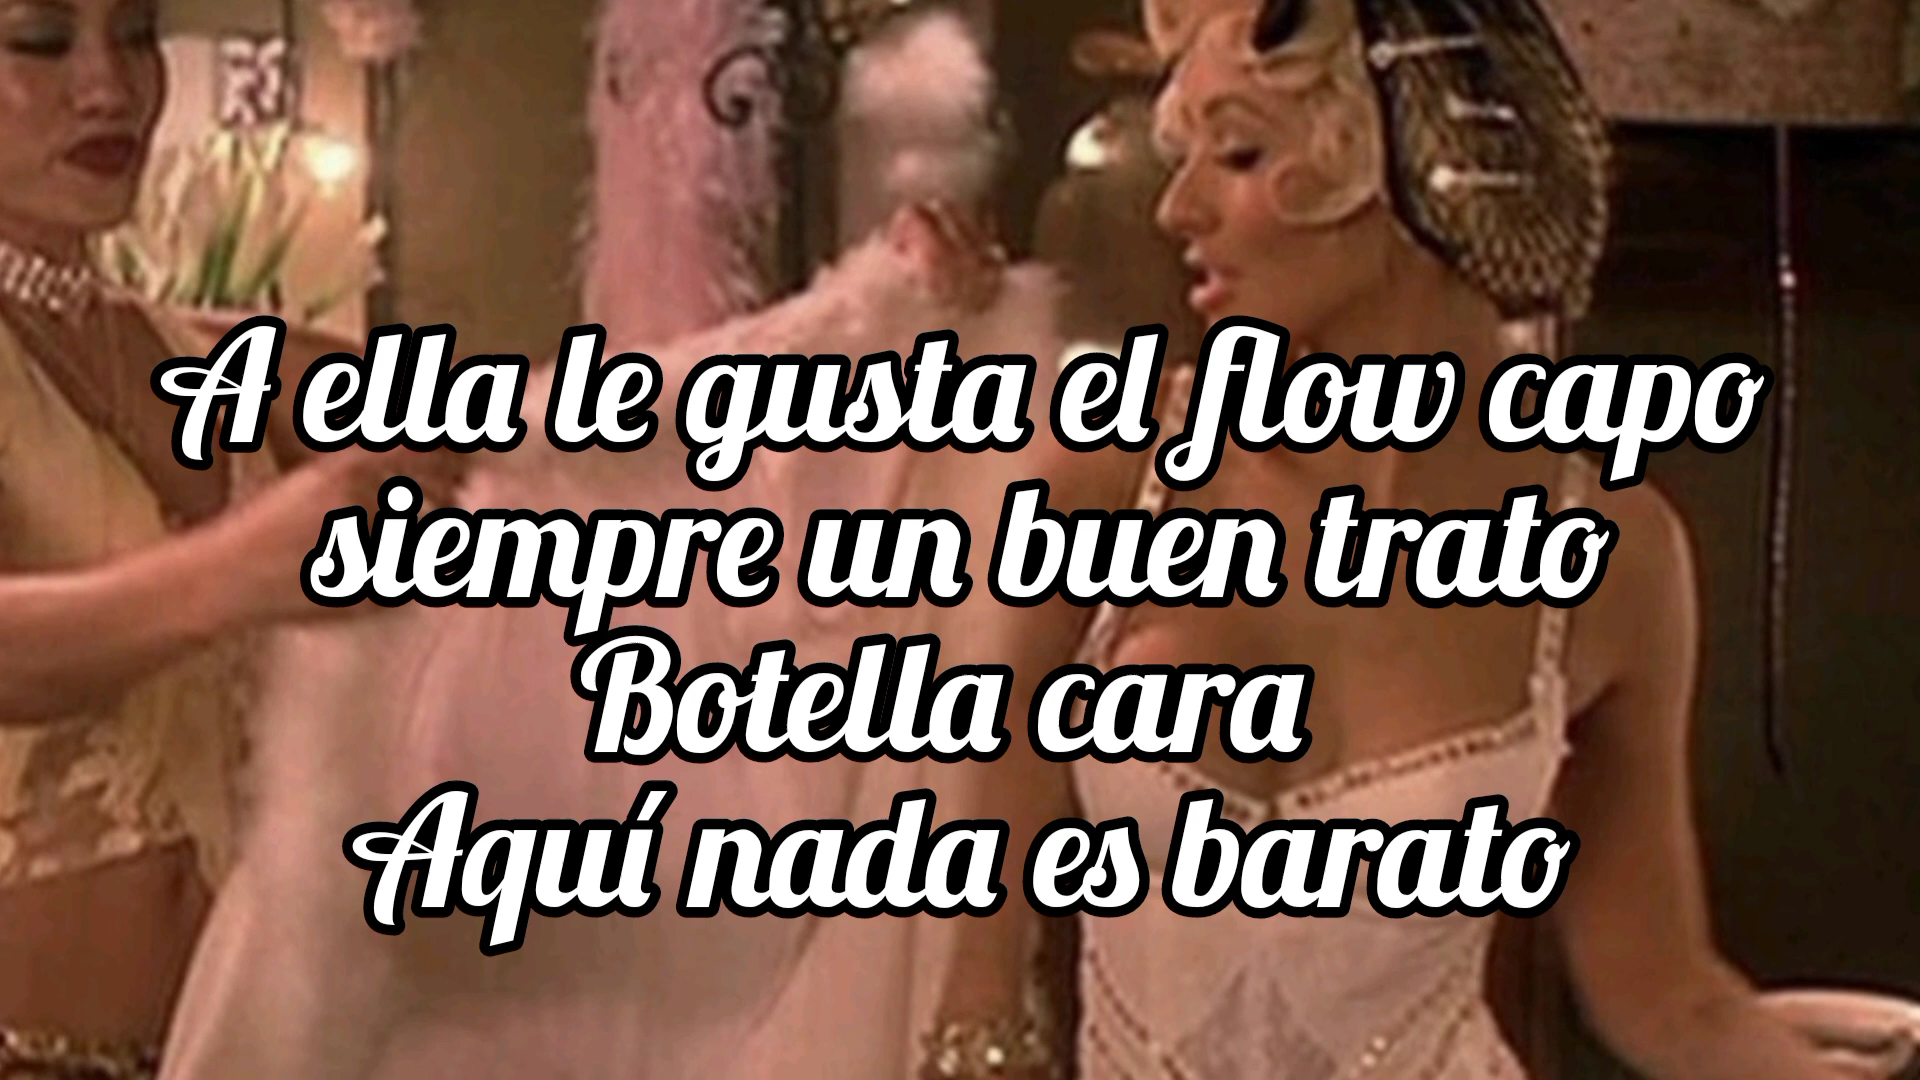 A ella le gusta el flow capo
siempre un buen trato
Botella cara
Aquí nada es barato